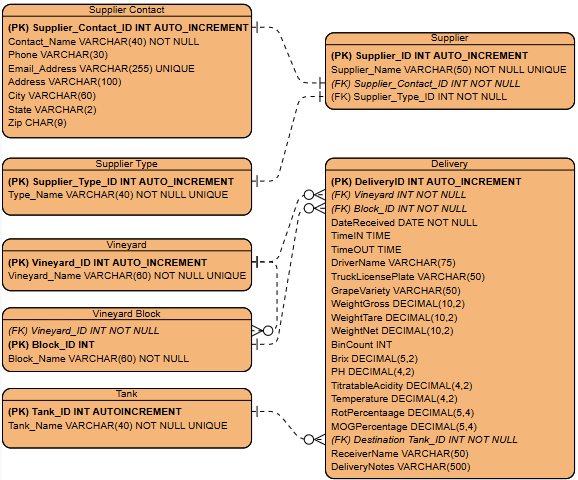 Supplier Contact
(PK) Supplier_Contact_ID INT AUTO_INCREMENT
Contact_Name VARCHAR(40) NOT NULL
Phone VARCHAR(30)
Email_Address VARCHAR(255) UNIQUE
Address VARCHAR(100)
City VARCHAR(60)
State VARCHAR(2)
Zip CHAR(9)
Supplier
(PK) Supplier_ID INT AUTO_INCREMENT
Supplier_Name VARCHAR(50) NOT NULL UNIQUE
(FK) Supplier_Contact_ID INT NOT NULL
(FK) Supplier_Type_ID INT NOT NULL
Supplier Type
(PK) Supplier_Type_ID INT AUTO_INCREMENT
Type_Name VARCHAR(40) NOT NULL UNIQUE
Vineyard
(PK) Vineyard_ID INT AUTO_INCREMENT
Vineyard_Name VARCHAR(60) NOT NULL UNIQUE
Vineyard Block
(FK) Vineyard_ID INT NOT NULL
(PK) Block_ID INT
Block_Name VARCHAR(60) NOT NULL
Tank
(PK) Tank_ID INT AUTOINCREMENT
Tank_Name VARCHAR(40) NOT NULL UNIQUE
Delivery
(PK) DeliveryID INT AUTO_INCREMENT
(FK) Vineyard INT NOT NULL
(FK) Block_ID INT NOT NULL
DateReceived DATE NOT NULL
TimeIN TIME
TimeOUT TIME
DriverName VARCHAR(75)
TruckLicensePlate VARCHAR(50)
GrapeVariety VARCHAR(50)
WeightGross DECIMAL(10,2)
WeightTare DECIMAL(10,2)
WeightNet DECIMAL(10,2)
BinCount INT
Brix DECIMAL(5,2)
PH DECIMAL(4,2)
TitratableAcidity DECIMAL(4,2)
Temperature DECIMAL(4,2)
RotPercentaage DECIMAL(5,4)
MOGPercentage DECIMAL(5,4)
(FK) Destination Tank_ID INT NOT NULL
ReceiverName VARCHAR(50)
DeliveryNotes VARCHAR(500)